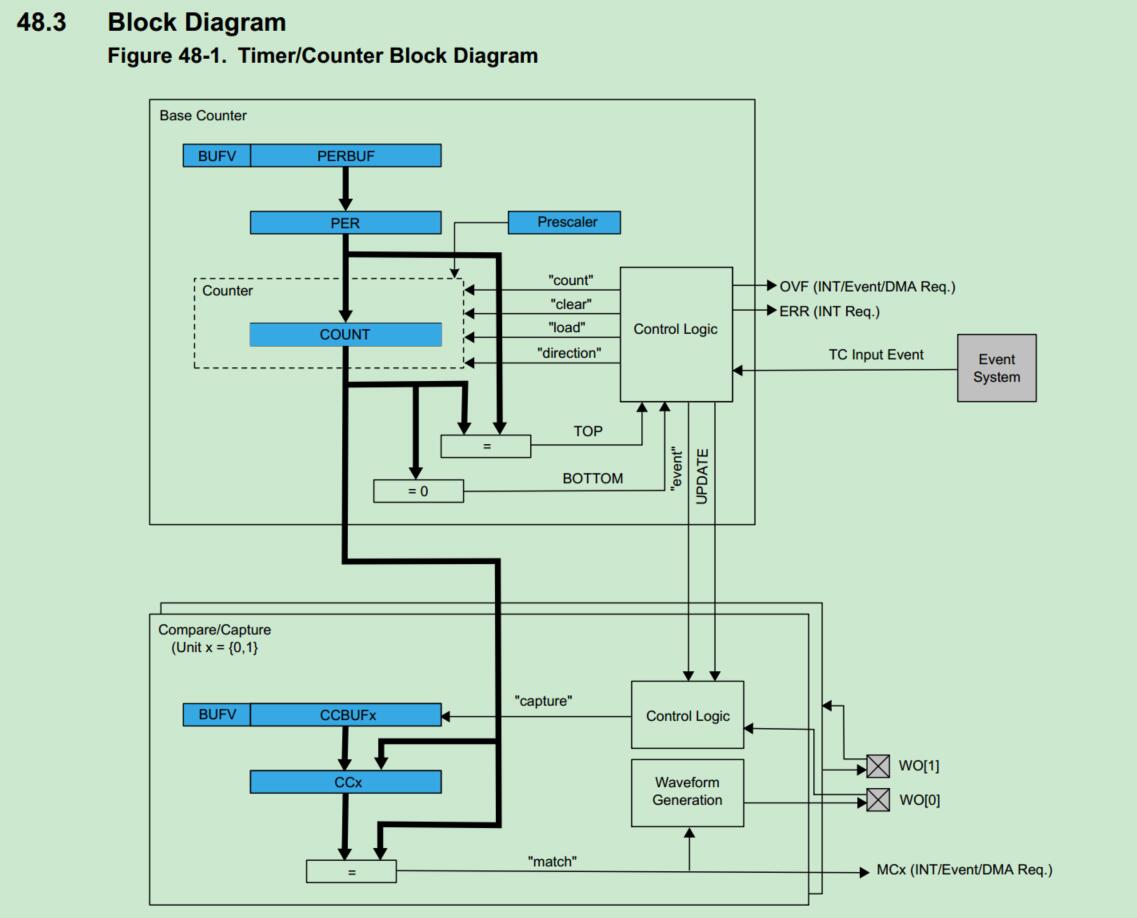 48.3 Block Diagram
Figure 48-1. Timer/Counter Block Diagram
Base Counter
BUFV PERBUF
PER
Prescaler
Counter
COUNT
"count"
"clear"
"load"
"direction"
Control Logic
OVF (INT/Event/DMA Req.)
ERR (INT Req.)
TC Input Event
Event
System
=
TOP
= 0
BOTTOM
"event"
UPDATE
Compare/Capture
(Unit x = {0,1}
BUFV CCBUFx
"capture"
Control Logic
CCx
Waveform
Generation
WO[1]
WO[0]
=
"match"
MCx (INT/Event/DMA Req.)